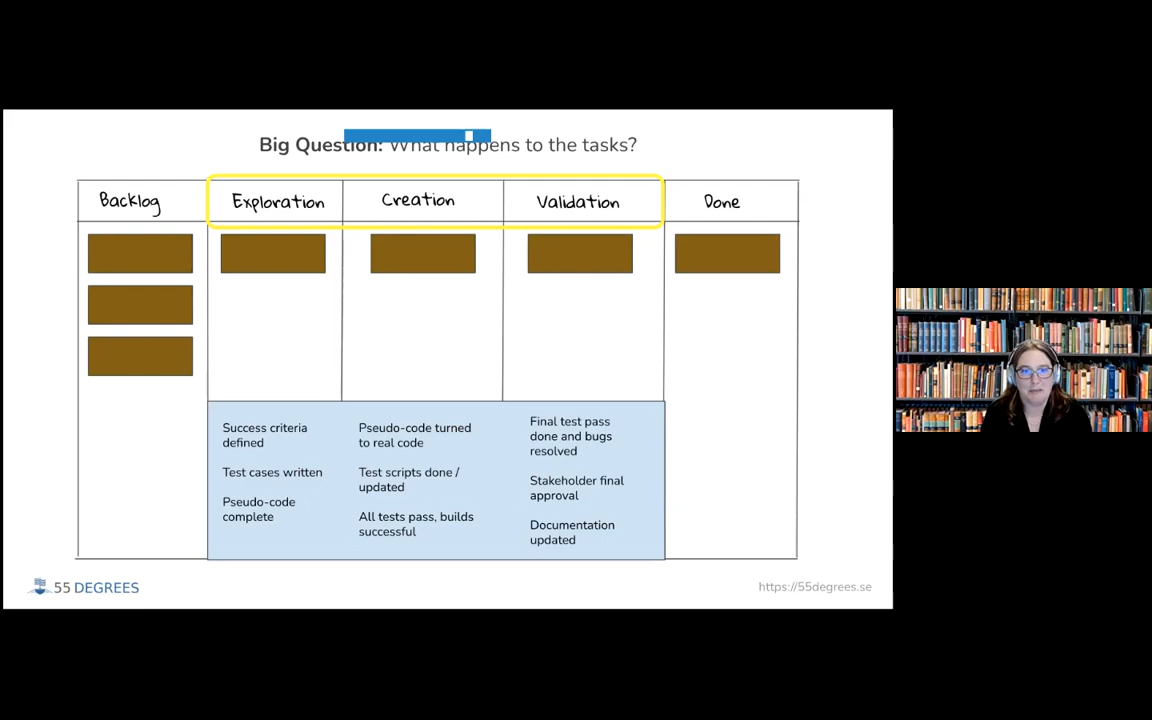 Big Question: What happens to the tasks?
Backlog
Exploration
Creation
Validation
Done
Success criteria
defined
Test cases written
Pseudo-code
complete
Pseudo-code turned
to real code
Test scripts done /
updated
All tests pass, builds
successful
Final test pass
done and bugs
resolved
Stakeholder final
approval
Documentation
updated
55 DEGREES
https://55degrees.se